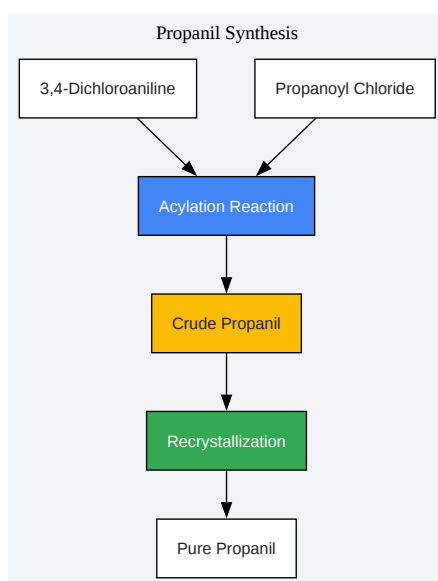 Propanil Synthesis
3,4-Dichloroaniline
Propanoyl Chloride
Acylation Reaction
Crude Propanil
Recrystallization
Pure Propanil